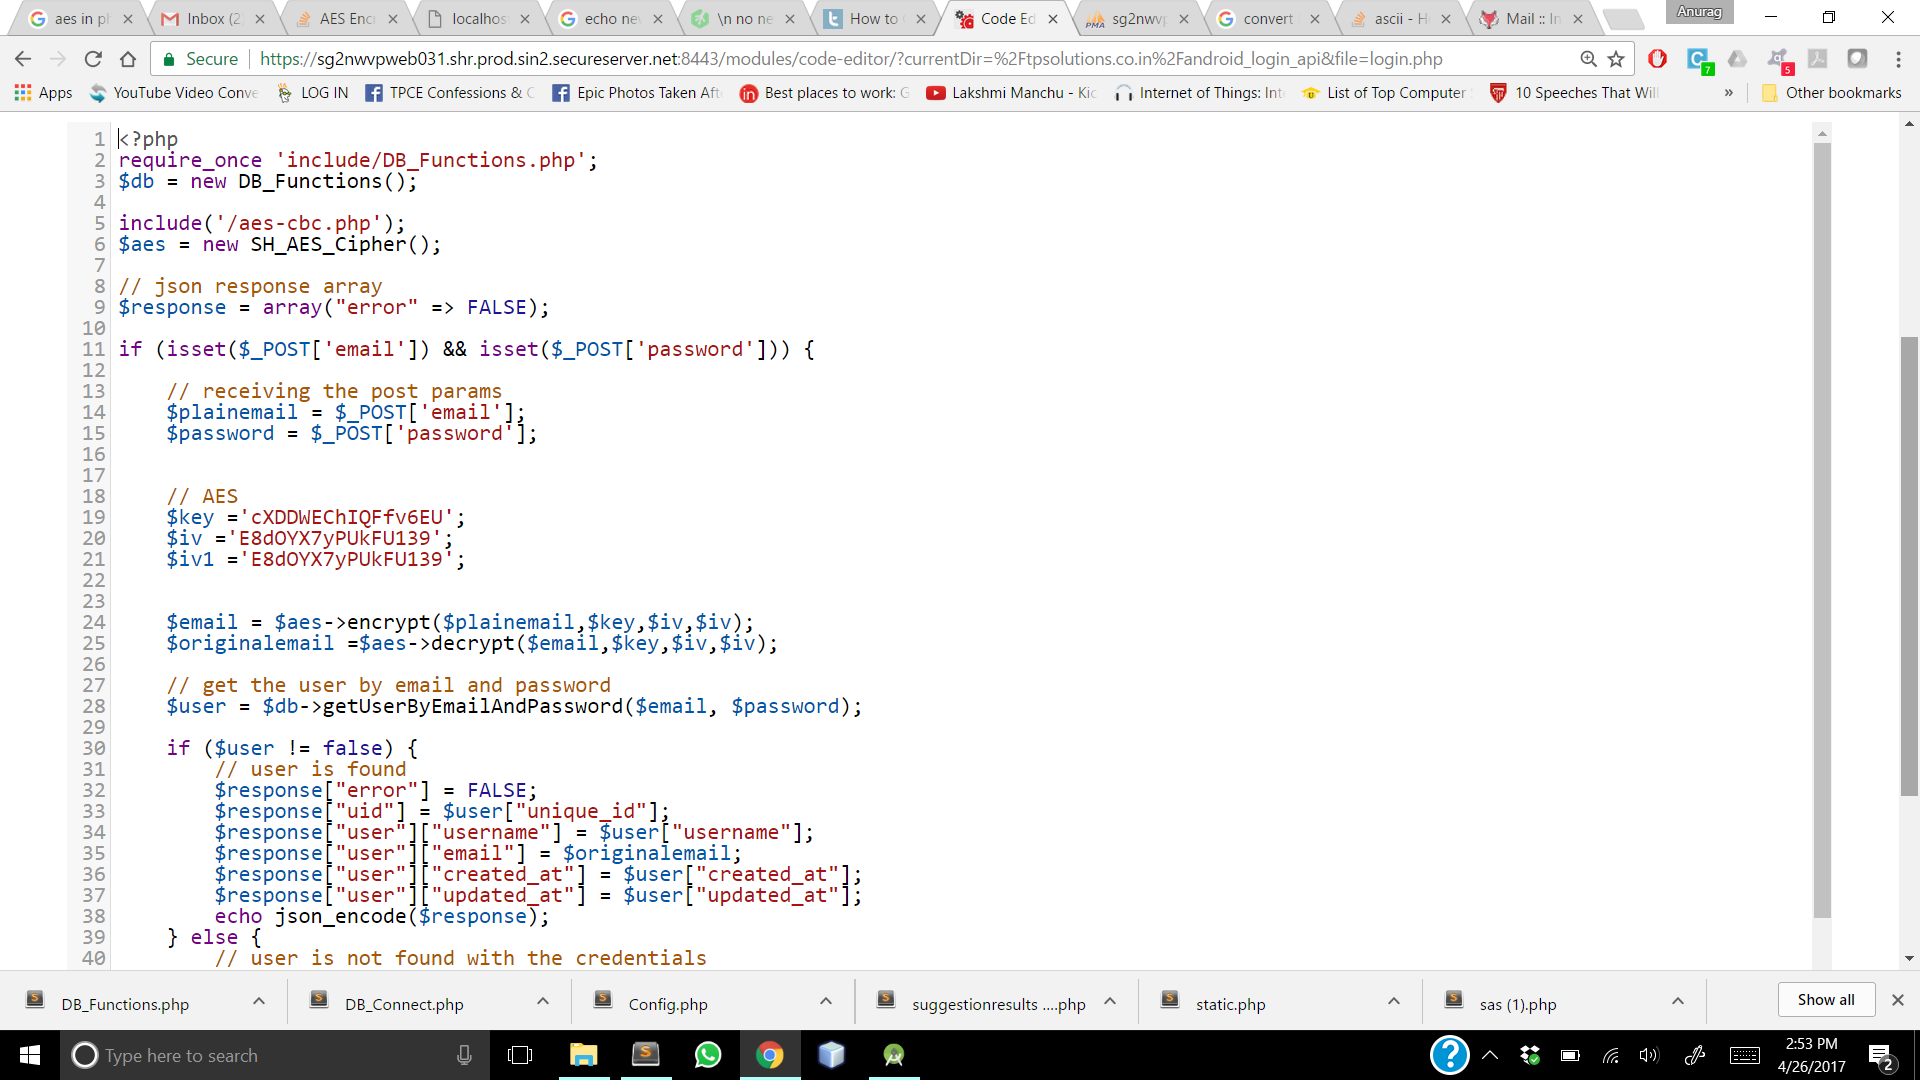 aes in p
Inbox (2
AES Enc
localhos
echo ne
\n no ne
How to
Code Ed
sg2nwvp
convert
ascii - H
Mail :: In
Anurag
Secure https://sg2nwvpweb031.shr.prod.sin2.secureserver.net:8443/modules/code-editor/?currentDir=%2Ftpsolutions.co.in%2Fandroid_login_api&file=login.php
7
5
Apps YouTube Video Conve LOG IN TPCE Confessions & C Epic Photos Taken Aft Best places to work: G Lakshmi Manchu - Kic Internet of Things: Int List of Top Computer 10 Speeches That Will » Other bookmarks
1 <?php
2 require_once 'include/DB_Functions.php';
3 $db = new DB_Functions();
4
5 include('/aes-cbc.php');
6 $aes = new SH_AES_Cipher();
7
8 // json response array
9 $response = array("error" => FALSE);
10
11 if (isset($_POST['email']) && isset($_POST['password'])) {
12
13 // receiving the post params
14 $plainemail = $_POST['email'];
15 $password = $_POST['password'];
16
17
18 // AES
19 $key ='cXDDWEChIQFfv6EU';
20 $iv ='E8dOYX7yPUkFU139';
21 $iv1 ='E8dOYX7yPUkFU139';
22
23
24 $email = $aes->encrypt($plainemail,$key,$iv,$iv);
25 $originalemail =$aes->decrypt($email,$key,$iv,$iv);
26
27 // get the user by email and password
28 $user = $db->getUserByEmailAndPassword($email, $password);
29
30 if ($user != false) {
31 // user is found
32 $response["error"] = FALSE;
33 $response["uid"] = $user["unique_id"];
34 $response["user"]["username"] = $user["username"];
35 $response["user"]["email"] = $originalemail;
36 $response["user"]["created_at"] = $user["created_at"];
37 $response["user"]["updated_at"] = $user["updated_at"];
38 echo json_encode($response);
39 } else {
40 // user is not found with the credentials
DB_Functions.php
DB_Connect.php
Config.php
suggestionresults ....php
static.php
sas (1).php
Show all
Type here to search
2:53 PM
4/26/2017
2